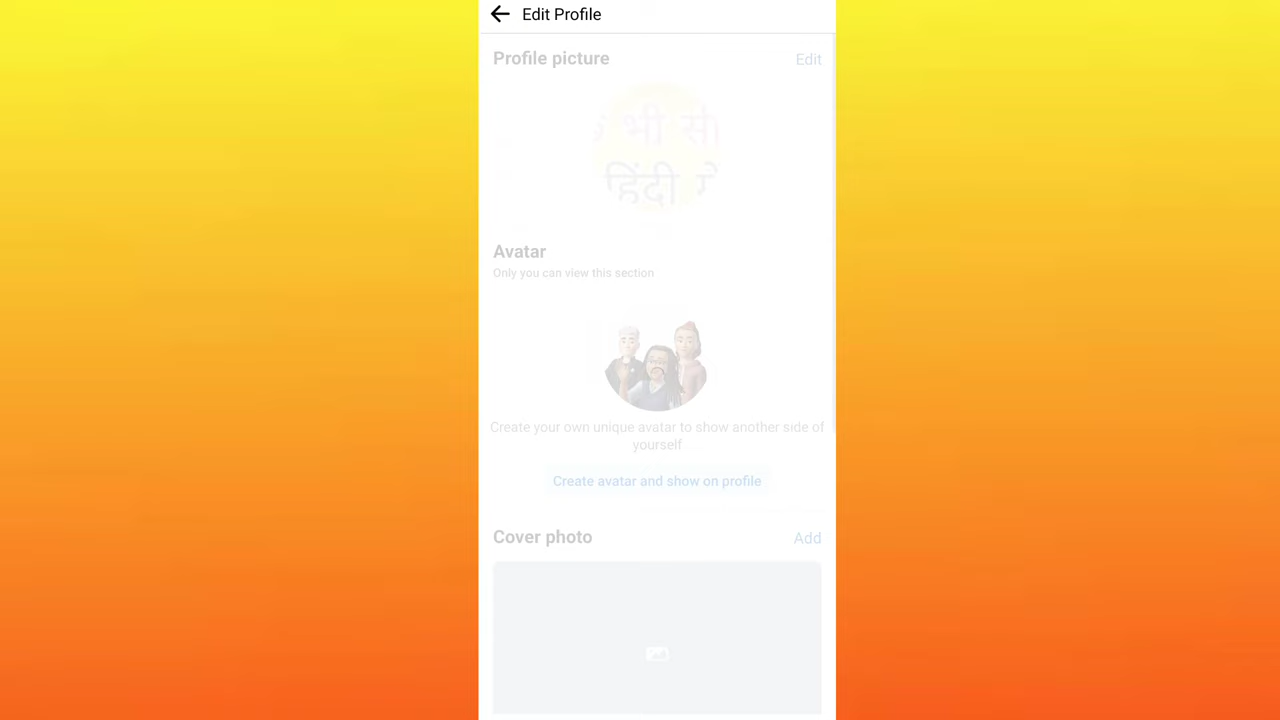 Edit Profile
Profile picture
Edit
भी
हिंदी
Avatar
Only you can view this section
Create your own unique avatar to show another side of
yourself
Create avatar and show on profile
Cover photo
Add